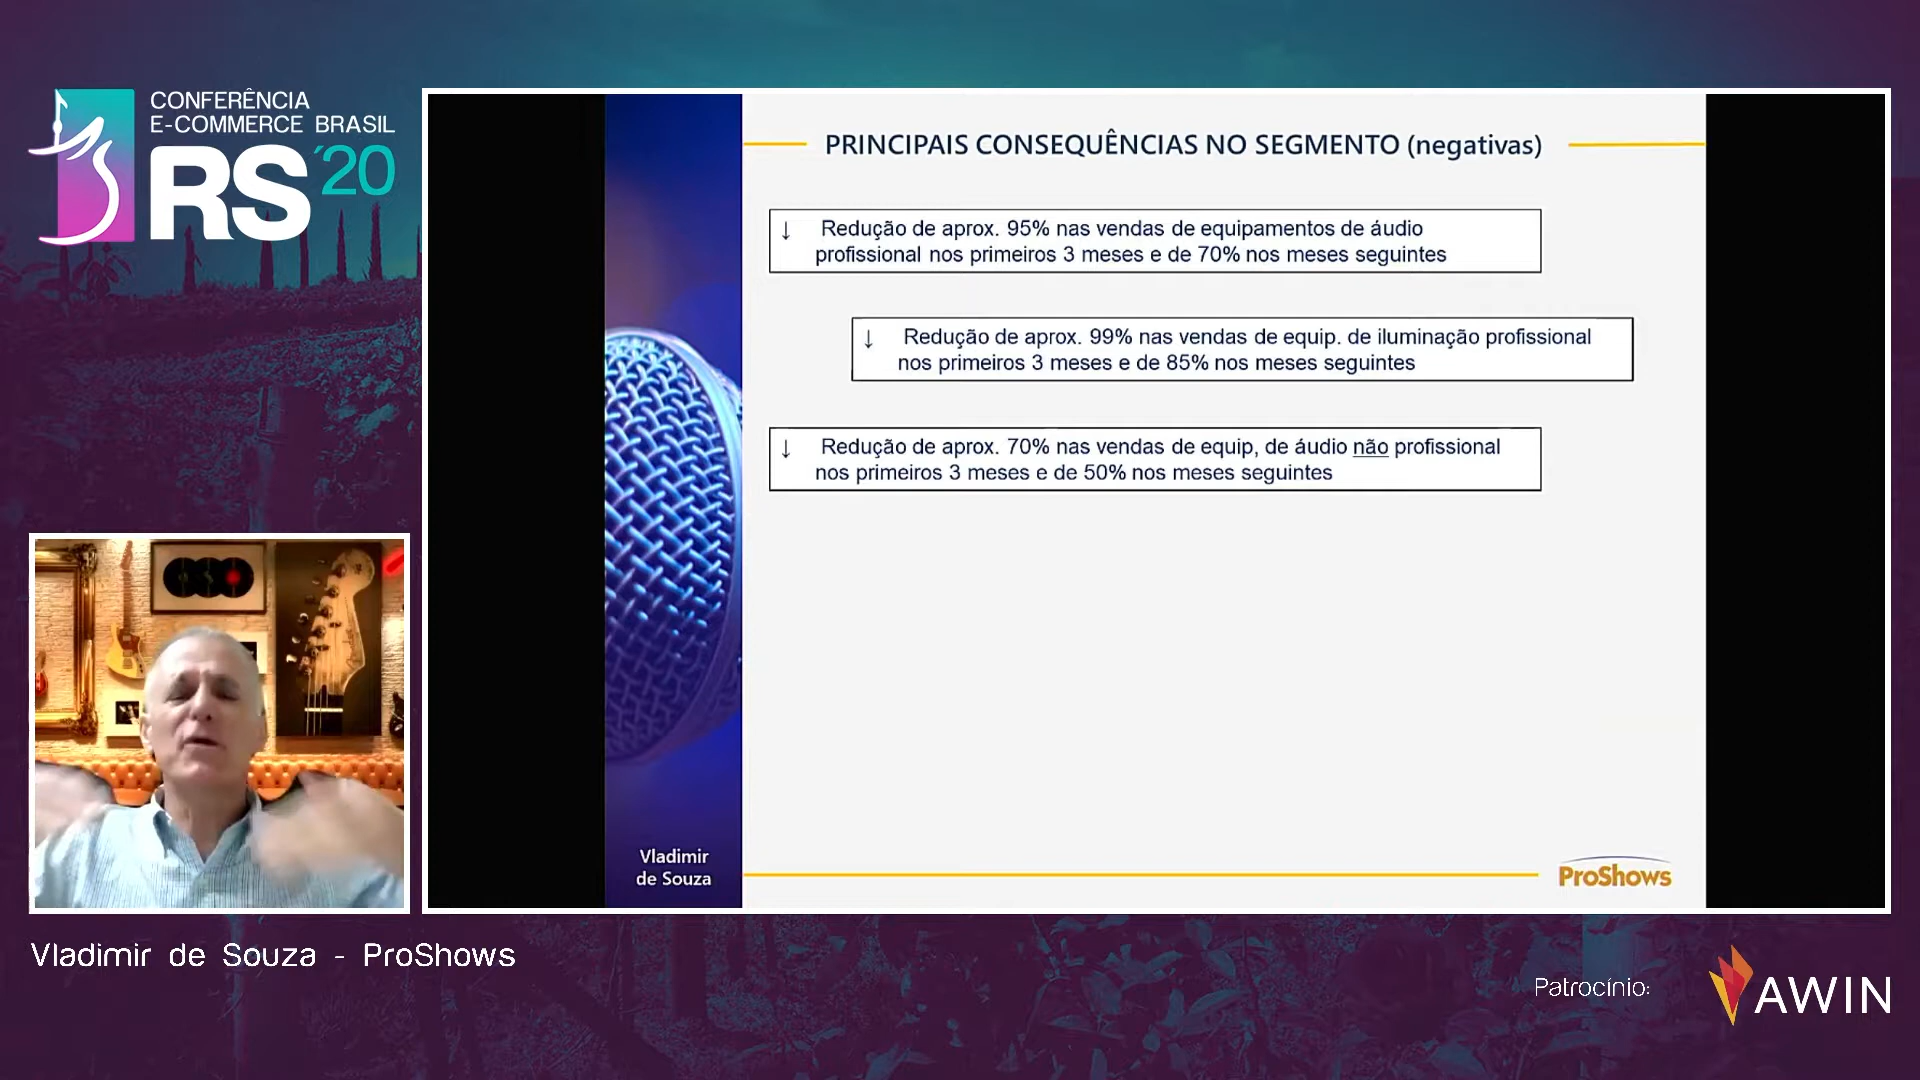 CONFERÊNCIA
E-COMMERCE BRASIL
RS'20
PRINCIPAIS CONSEQUÊNCIAS NO SEGMENTO (negativas)
↓ Redução de aprox. 95% nas vendas de equipamentos de áudio
profissional nos primeiros 3 meses e de 70% nos meses seguintes
↓ Redução de aprox. 99% nas vendas de equip. de iluminação profissional
nos primeiros 3 meses e de 85% nos meses seguintes
↓ Redução de aprox. 70% nas vendas de equip, de áudio não profissional
nos primeiros 3 meses e de 50% nos meses seguintes
Vladimir
de Souza
ProShows
Vladimir de Souza - ProShows
Patrocínio:
AWIN